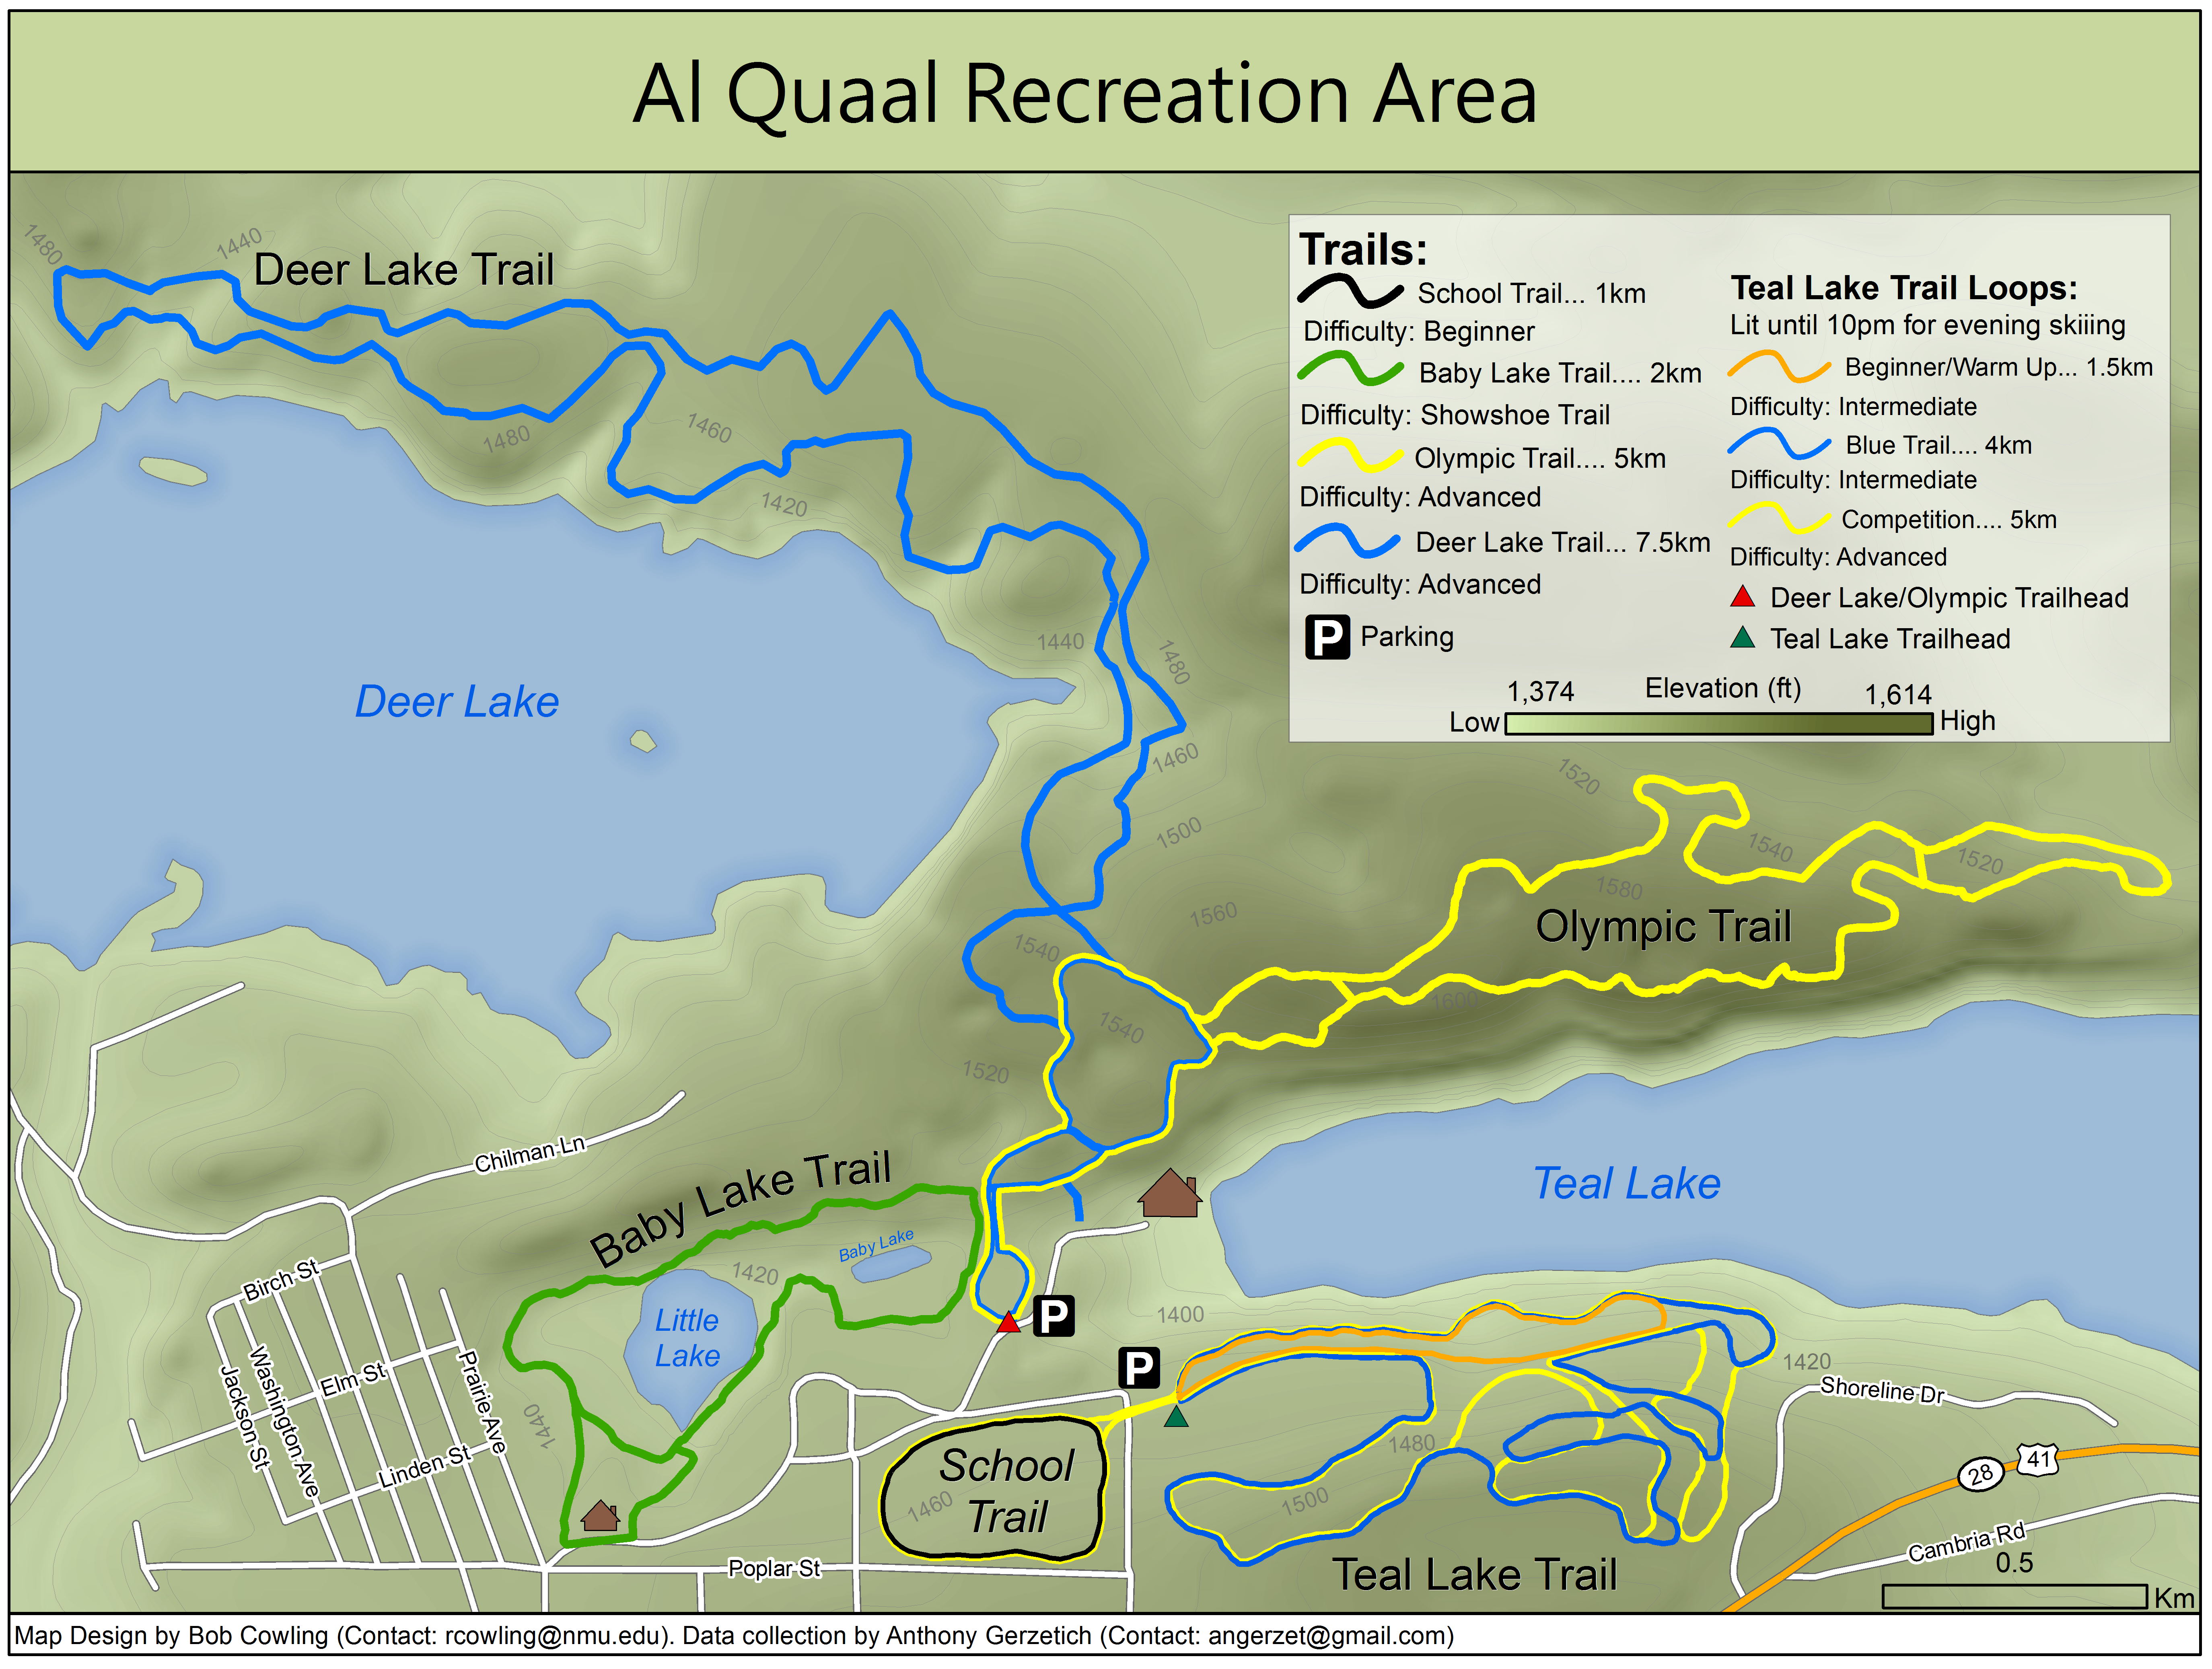 Al Quaal Recreation Area
Trails:
School Trail... 1km
Difficulty: Beginner
Baby Lake Trail.... 2km
Difficulty: Showshoe Trail
Olympic Trail.... 5km
Difficulty: Advanced
Deer Lake Trail... 7.5km
Difficulty: Advanced
P Parking
Teal Lake Trail Loops:
Lit until 10pm for evening skiiing
Beginner/Warm Up... 1.5km
Difficulty: Intermediate
Blue Trail.... 4km
Difficulty: Intermediate
Competition.... 5km
Difficulty: Advanced
Deer Lake/Olympic Trailhead
Teal Lake Trailhead
1,374 Elevation (ft) 1,614
Low High
1480
1440
Deer Lake Trail
1480
1460
1420
1440
1480
1460
1500
1560
1540
1540
1520
Deer Lake
1520
1540
1520
1580
Olympic Trail
1600
Teal Lake
Chilman Ln
Baby Lake Trail
Baby Lake
1420
Little
Lake
1440
Birch St
Elm St
Linden St
Jackson St
Washington Ave
Prairie Ave
Poplar St
P
P
1400
1420
1480
1500
1460
School
Trail
Teal Lake Trail
Shoreline Dr
28
41
Cambria Rd
0.5
Km
Map Design by Bob Cowling (Contact: rcowling@nmu.edu). Data collection by Anthony Gerzetich (Contact: angerzet@gmail.com)